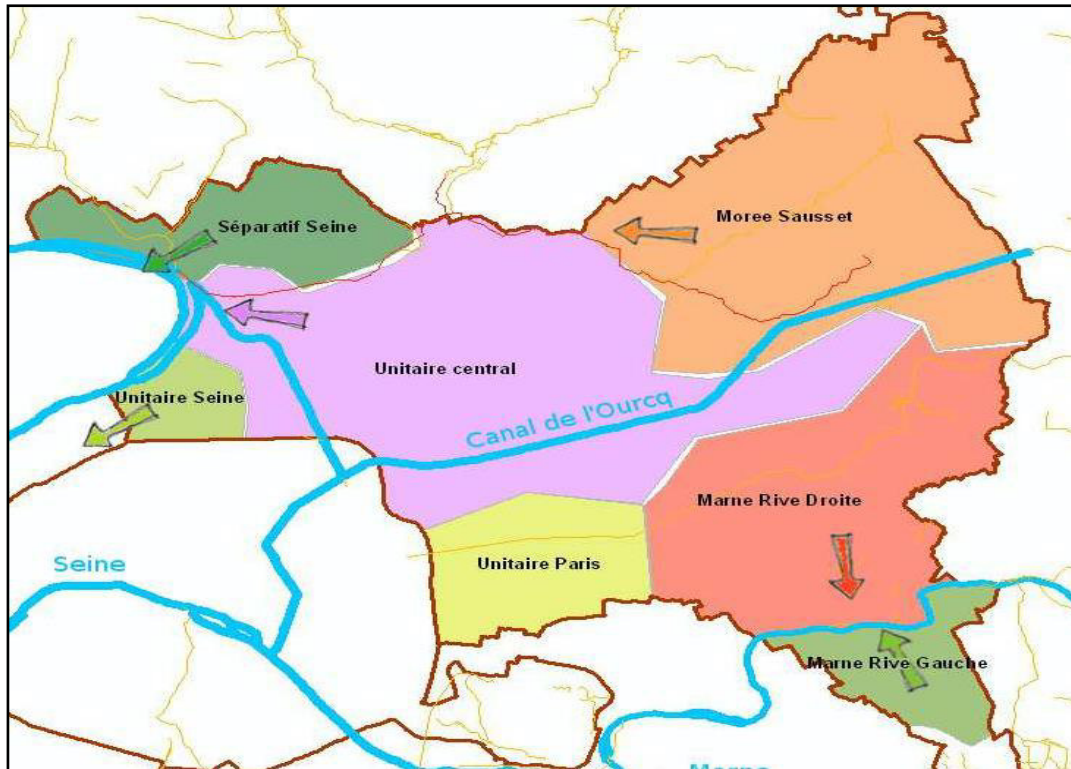 Moree Sausset
Séparatif Seine
Unitaire central
Unitaire Seine
Canal de l'Ourcq
Marne Rive Droite
Unitaire Paris
Seine
Marne Rive Gauche
Marne